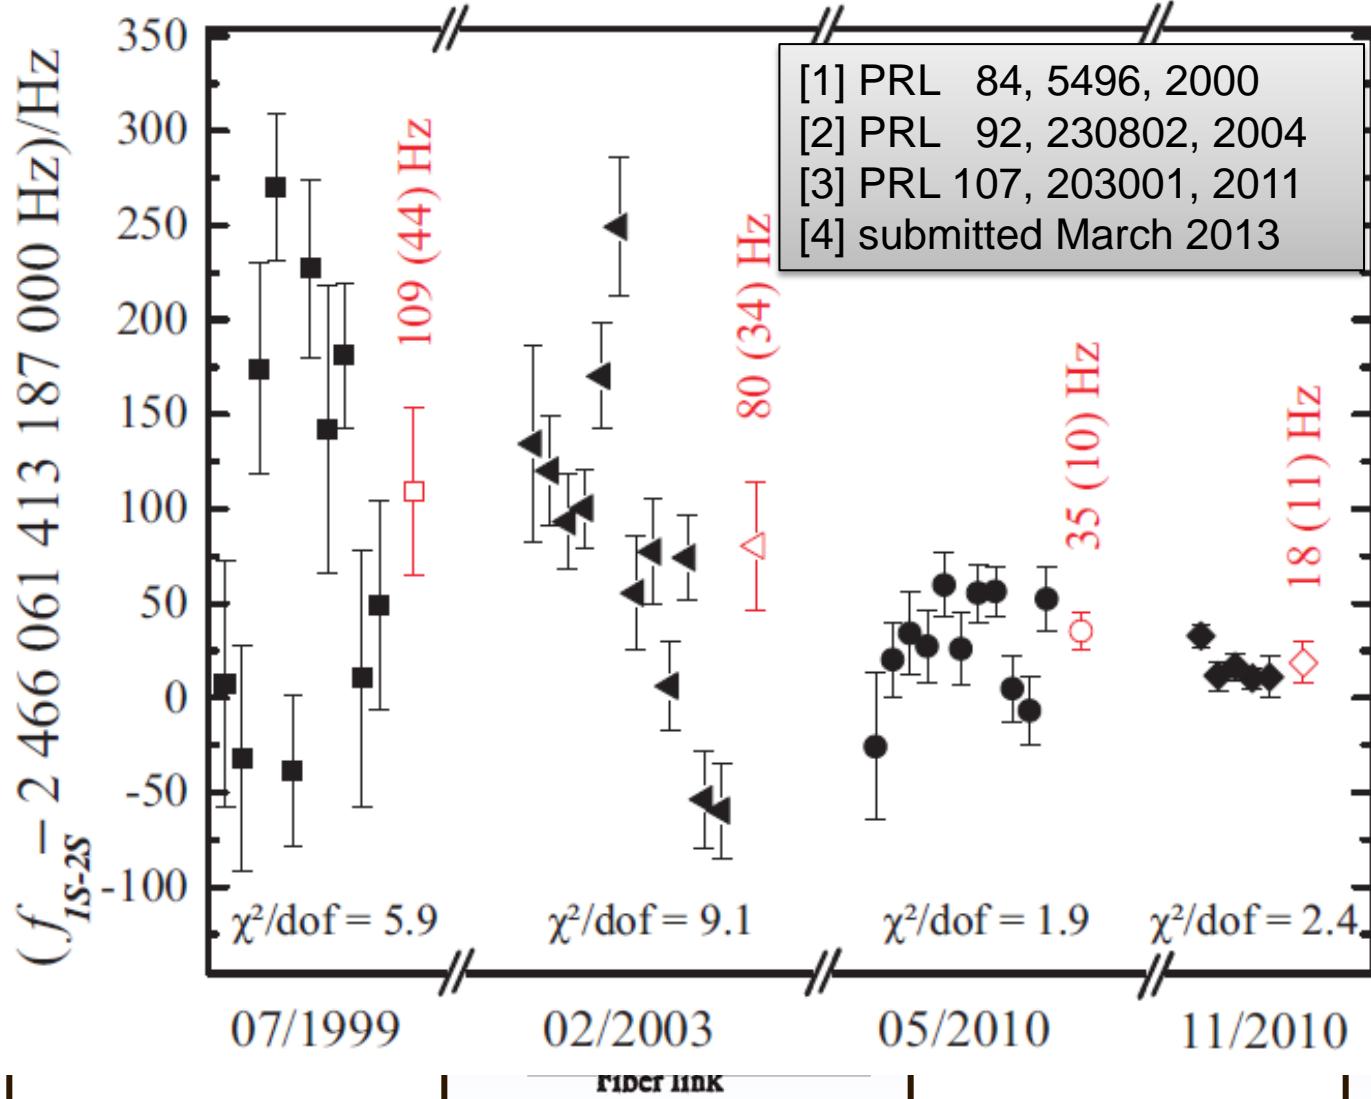 (f1S-2S − 2 466 061 413 187 000 Hz)/Hz
350
300
250
200
150
100
50
0
-50
-100
[1] PRL 84, 5496, 2000
[2] PRL 92, 230802, 2004
[3] PRL 107, 203001, 2011
[4] submitted March 2013
109 (44) Hz
80 (34) Hz
35 (10) Hz
18 (11) Hz
χ²/dof = 5.9
χ²/dof = 9.1
χ²/dof = 1.9
χ²/dof = 2.4
07/1999
02/2003
05/2010
11/2010
Fiber link